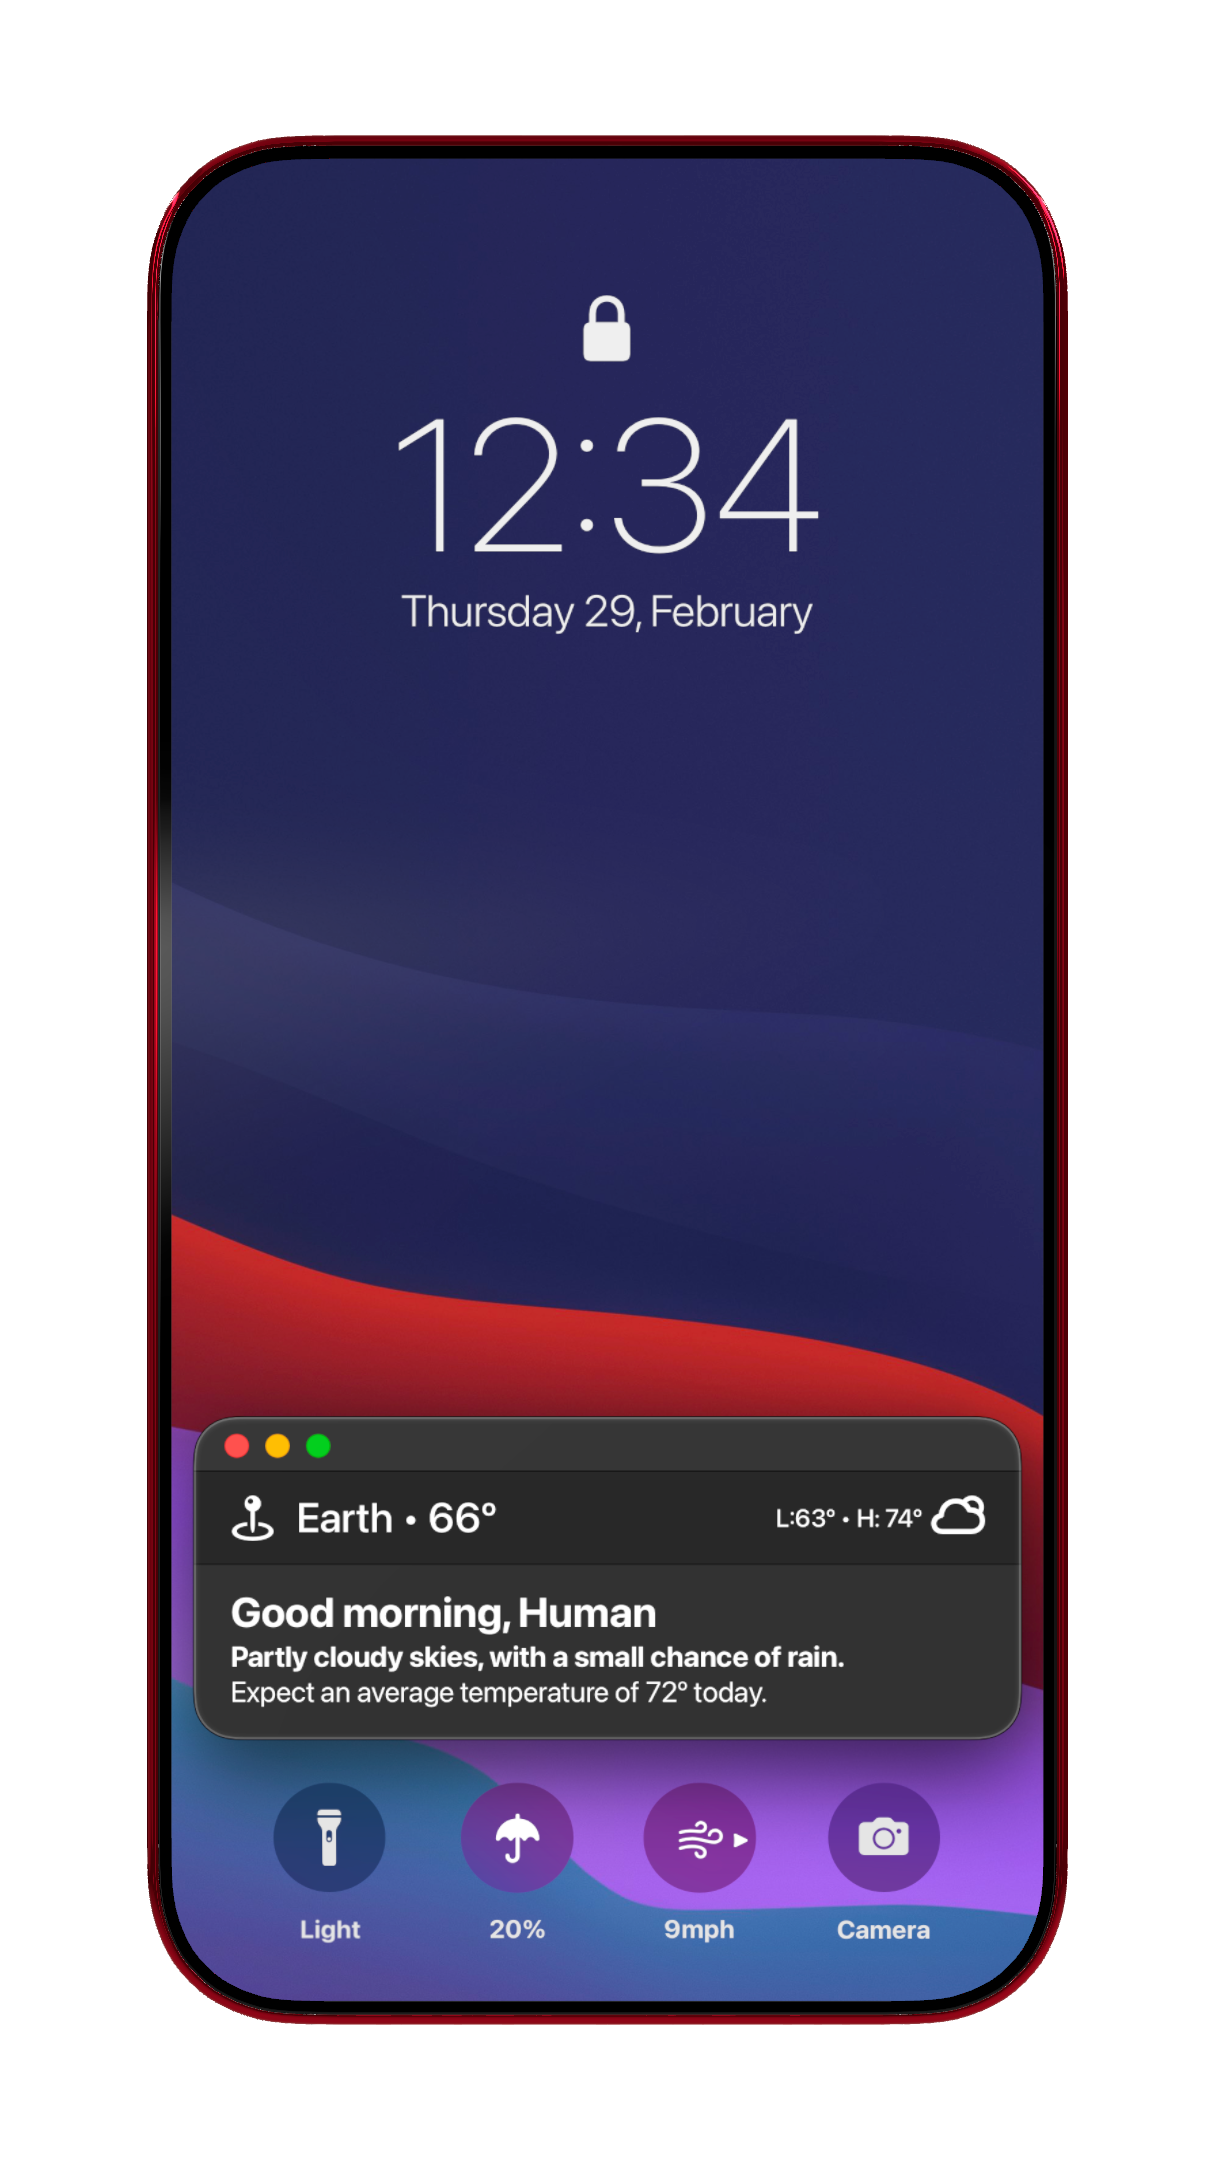 12:34
Thursday 29, February
Earth • 66°
L:63° • H: 74°
Good morning, Human
Partly cloudy skies, with a small chance of rain.
Expect an average temperature of 72° today.
Light
20%
9mph
Camera